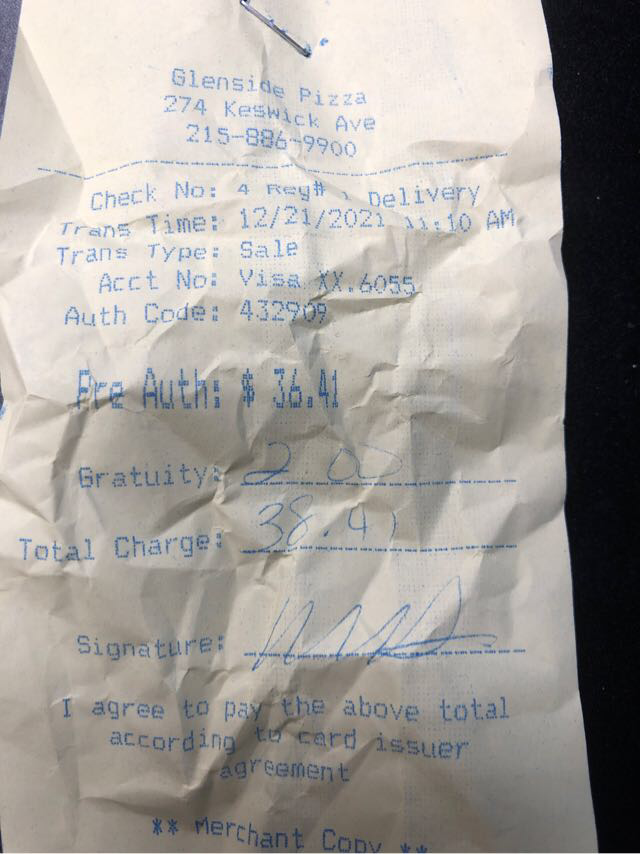 Glenside Pizza
274 Keswick Ave
215-886-9900
Check No: 4 Reg# Delivery
Trans Time: 12/21/2021 11:10 AM
Trans Type: Sale
Acct No: Visa XX.6055
Auth Code: 432909
Pre Auth: $ 36.41
Gratuity: 2 00
Total Charge: 38.41
Signature:
I agree to pay the above total
according to card issuer
agreement
** Merchant Copy **